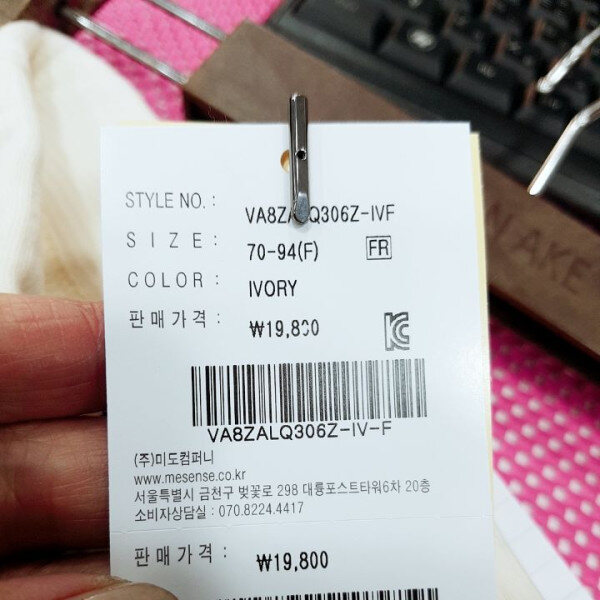 STYLE NO. : VA8ZALQ306Z-IVF
SIZE : 70-94(F) FR
COLOR : IVORY
판매가격 : ₩19,800
VA8ZALQ306Z-IV-F
(주)미도컴퍼니
www.mesense.co.kr
서울특별시 금천구 벚꽃로 298 대륭포스트타워6차 20층
소비자상담실 : 070.8224.4417
판매가격 : ₩19,800